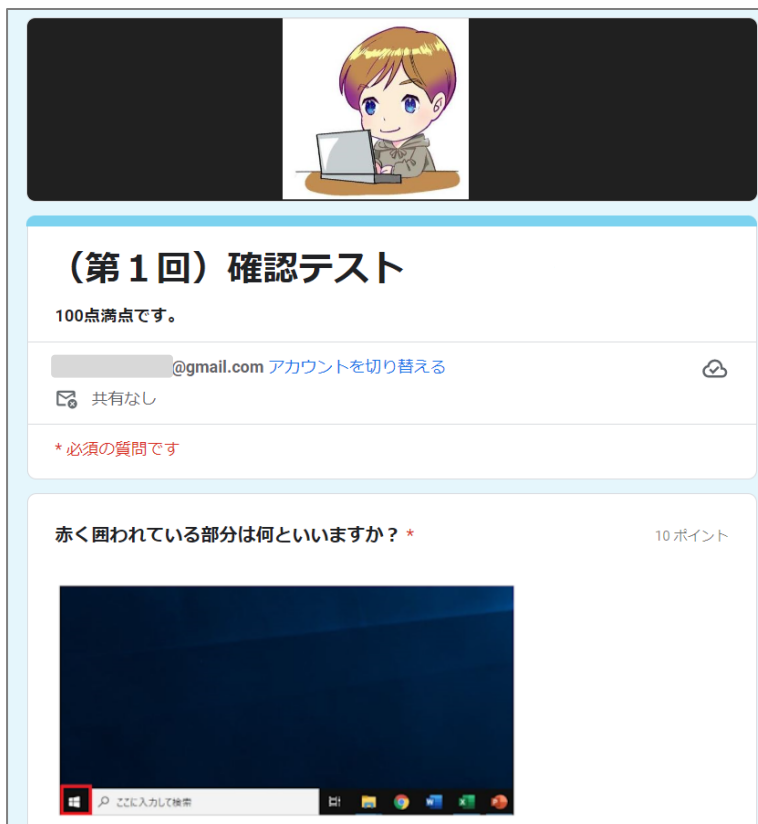 （第１回）確認テスト
100点満点です。
@gmail.com アカウントを切り替える
共有なし
* 必須の質問です
赤く囲われている部分は何といいますか？ *
10 ポイント
ここに入力して検索